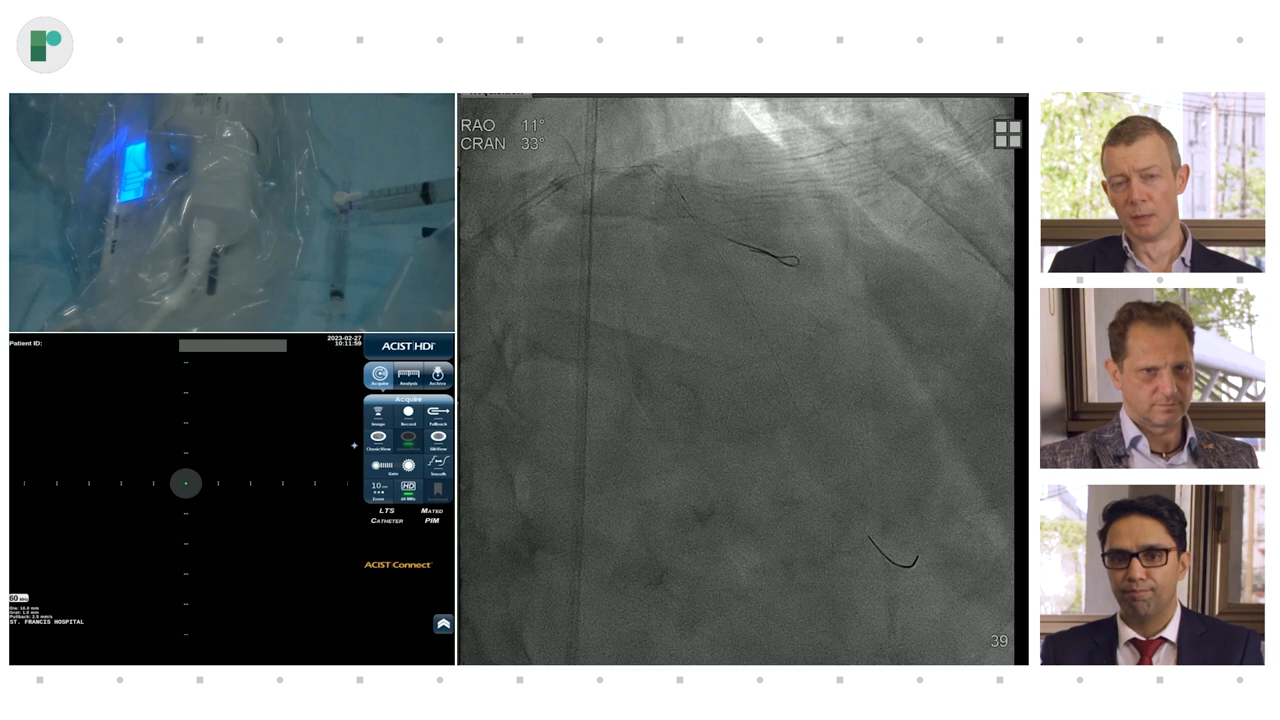 RAO 11°
CRAN 33°
Patient ID:
2023-02-27
10:11:59
ACIST HDi
Acquire
Analysis
Archive
Acquire
Image
Record
Pullback
ClassicView
SilkView
Gain
Smooth
10
HD
Zoom
60 MHz
LTS
MATED
CATHETER
PIM
ACIST Connect
60
ST. FRANCIS HOSPITAL
39